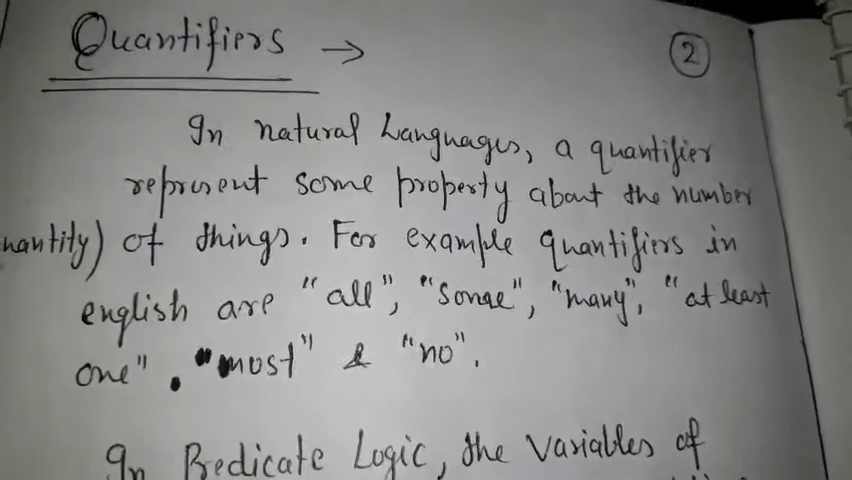 Quantifiers →
2
In natural Languages, a quantifier
represent some property about the number
nantity) of things. For example quantifiers in
english are "all", "some", "many", "at least
one". "most" & "no".
In Predicate Logic, the variables of